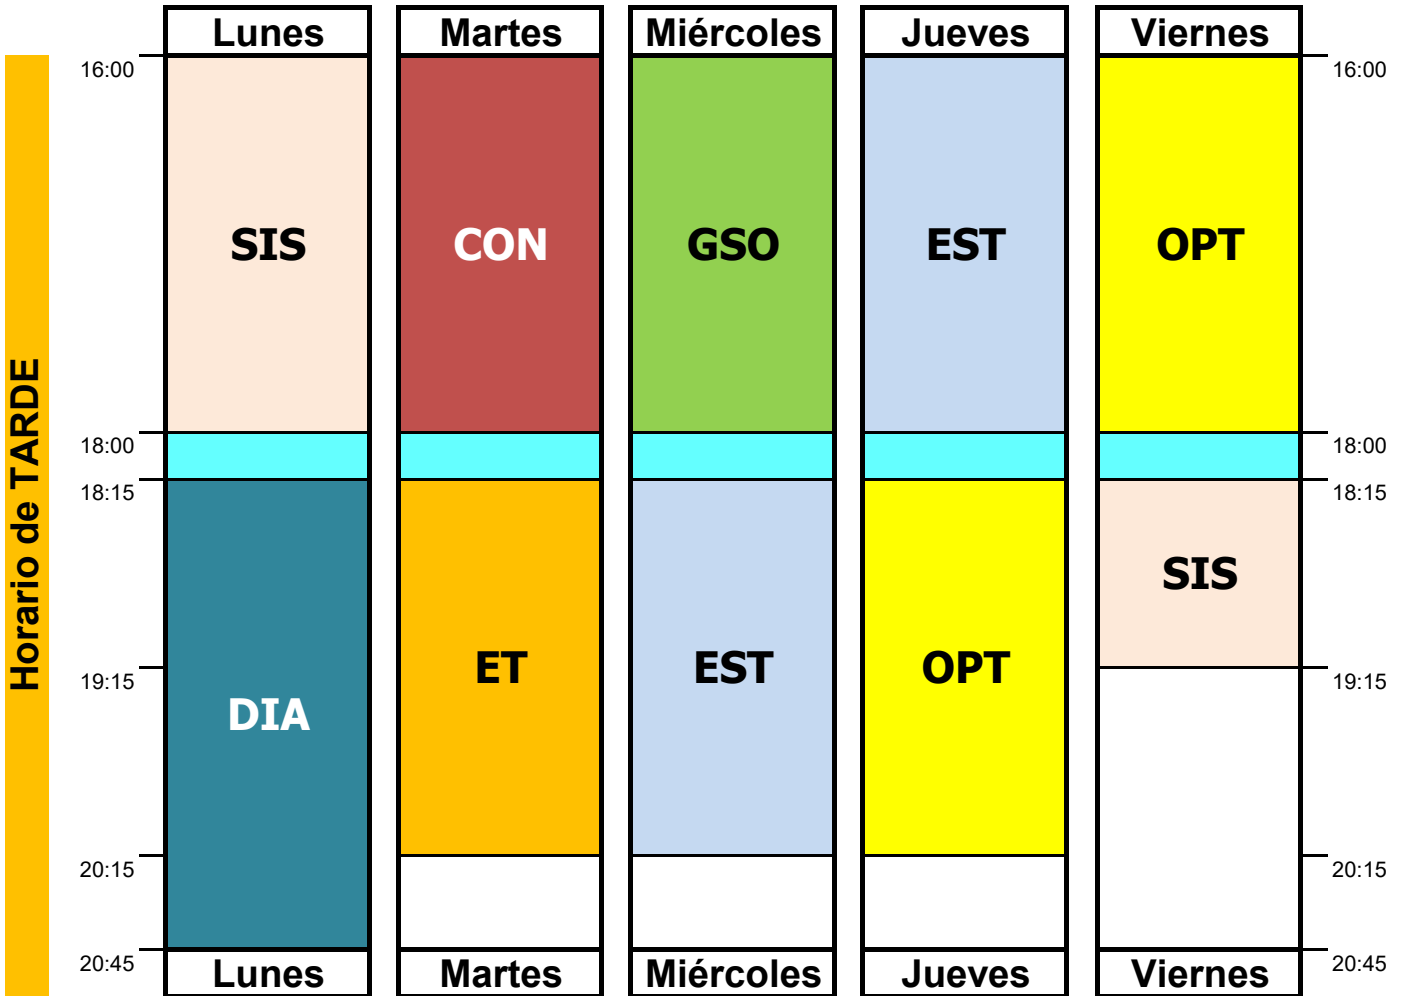 Lunes Martes Miércoles Jueves Viernes
16:00 16:00
SIS CON GSO EST OPT
Horario de TARDE
18:00 18:00
18:15 18:15
SIS
ET EST OPT
19:15 19:15
DIA
20:15 20:15
20:45 20:45
Lunes Martes Miércoles Jueves Viernes